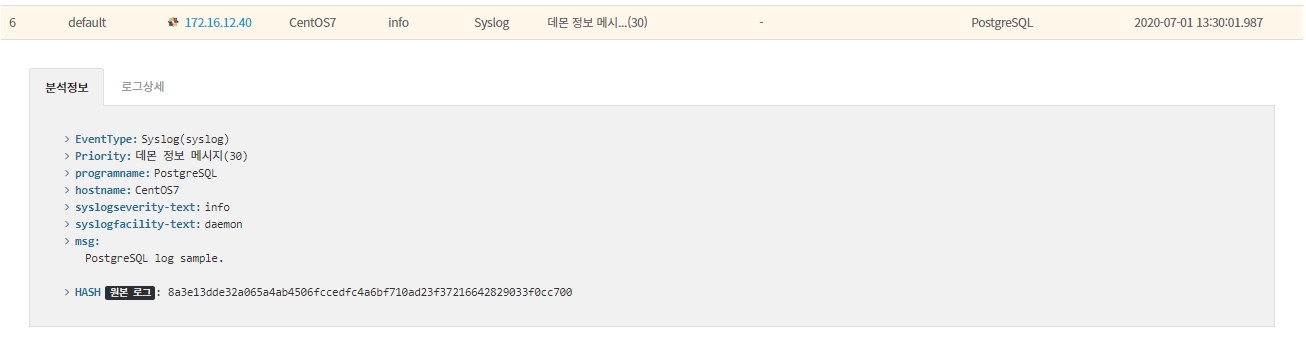 6 default 172.16.12.40 CentOS7 info Syslog 데몬 정보 메시...(30) - PostgreSQL 2020-07-01 13:30:01.987
분석정보 로그상세
> EventType: Syslog(syslog)
> Priority: 데몬 정보 메시지(30)
> programname: PostgreSQL
> hostname: CentOS7
> syslogseverity-text: info
> syslogfacility-text: daemon
> msg:
PostgreSQL log sample.
> HASH 원본 로그 : 8a3e13dde32a065a4ab4506fccedfc4a6bf710ad23f37216642829033f0cc700